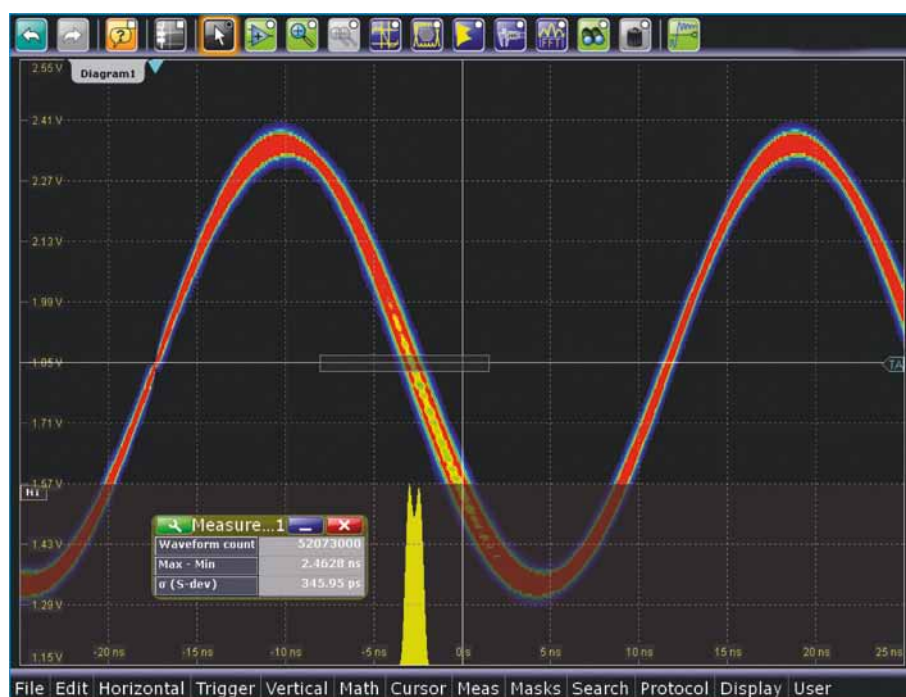 2.55 V
Diagram1
2.41 V
2.27 V
2.13 V
1.99 V
1.85 V
TA
1.71 V
1.57 V
H1
Measure...1
Waveform count 52073000
Max - Min 2.4628 ns
σ (S-dev) 345.95 ps
1.43 V
1.29 V
1.15 V
-20 ns -15 ns -10 ns -5 ns 0 s 5 ns 10 ns 15 ns 20 ns 25 ns
File Edit Horizontal Trigger Vertical Math Cursor Meas Masks Search Protocol Display User